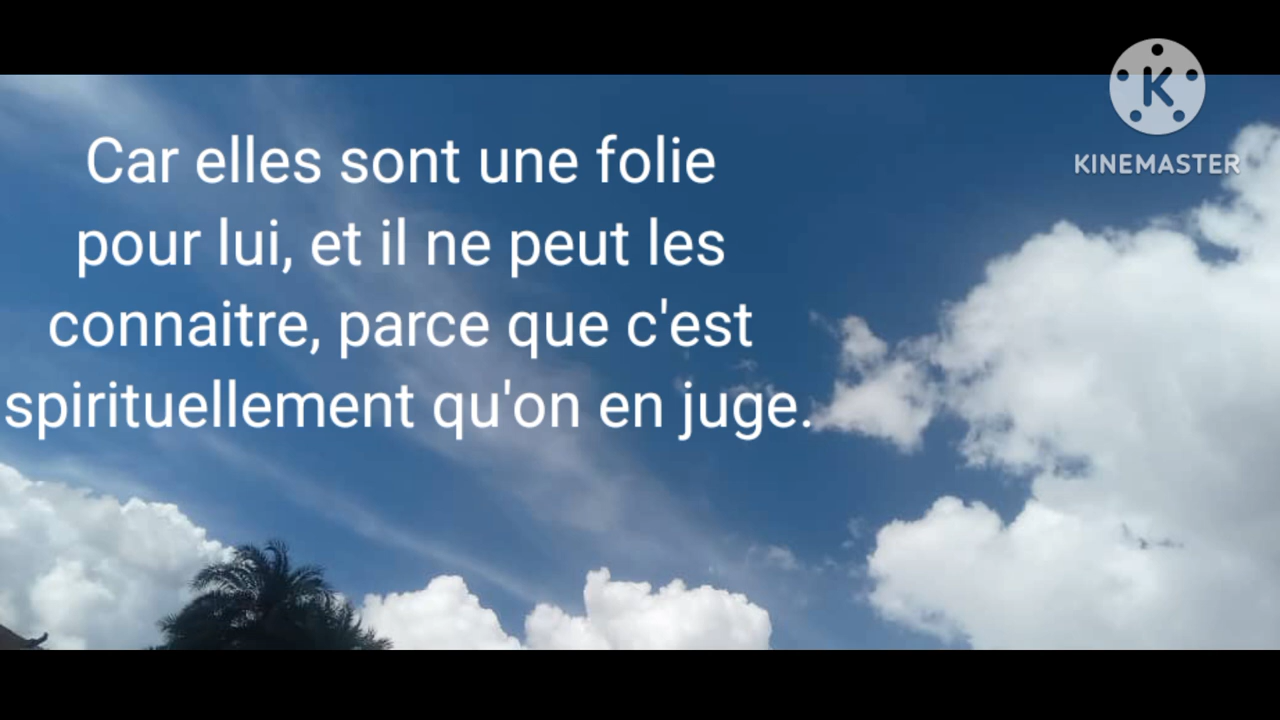 Car elles sont une folie
pour lui, et il ne peut les
connaitre, parce que c'est
spirituellement qu'on en juge.
K
KINEMASTER